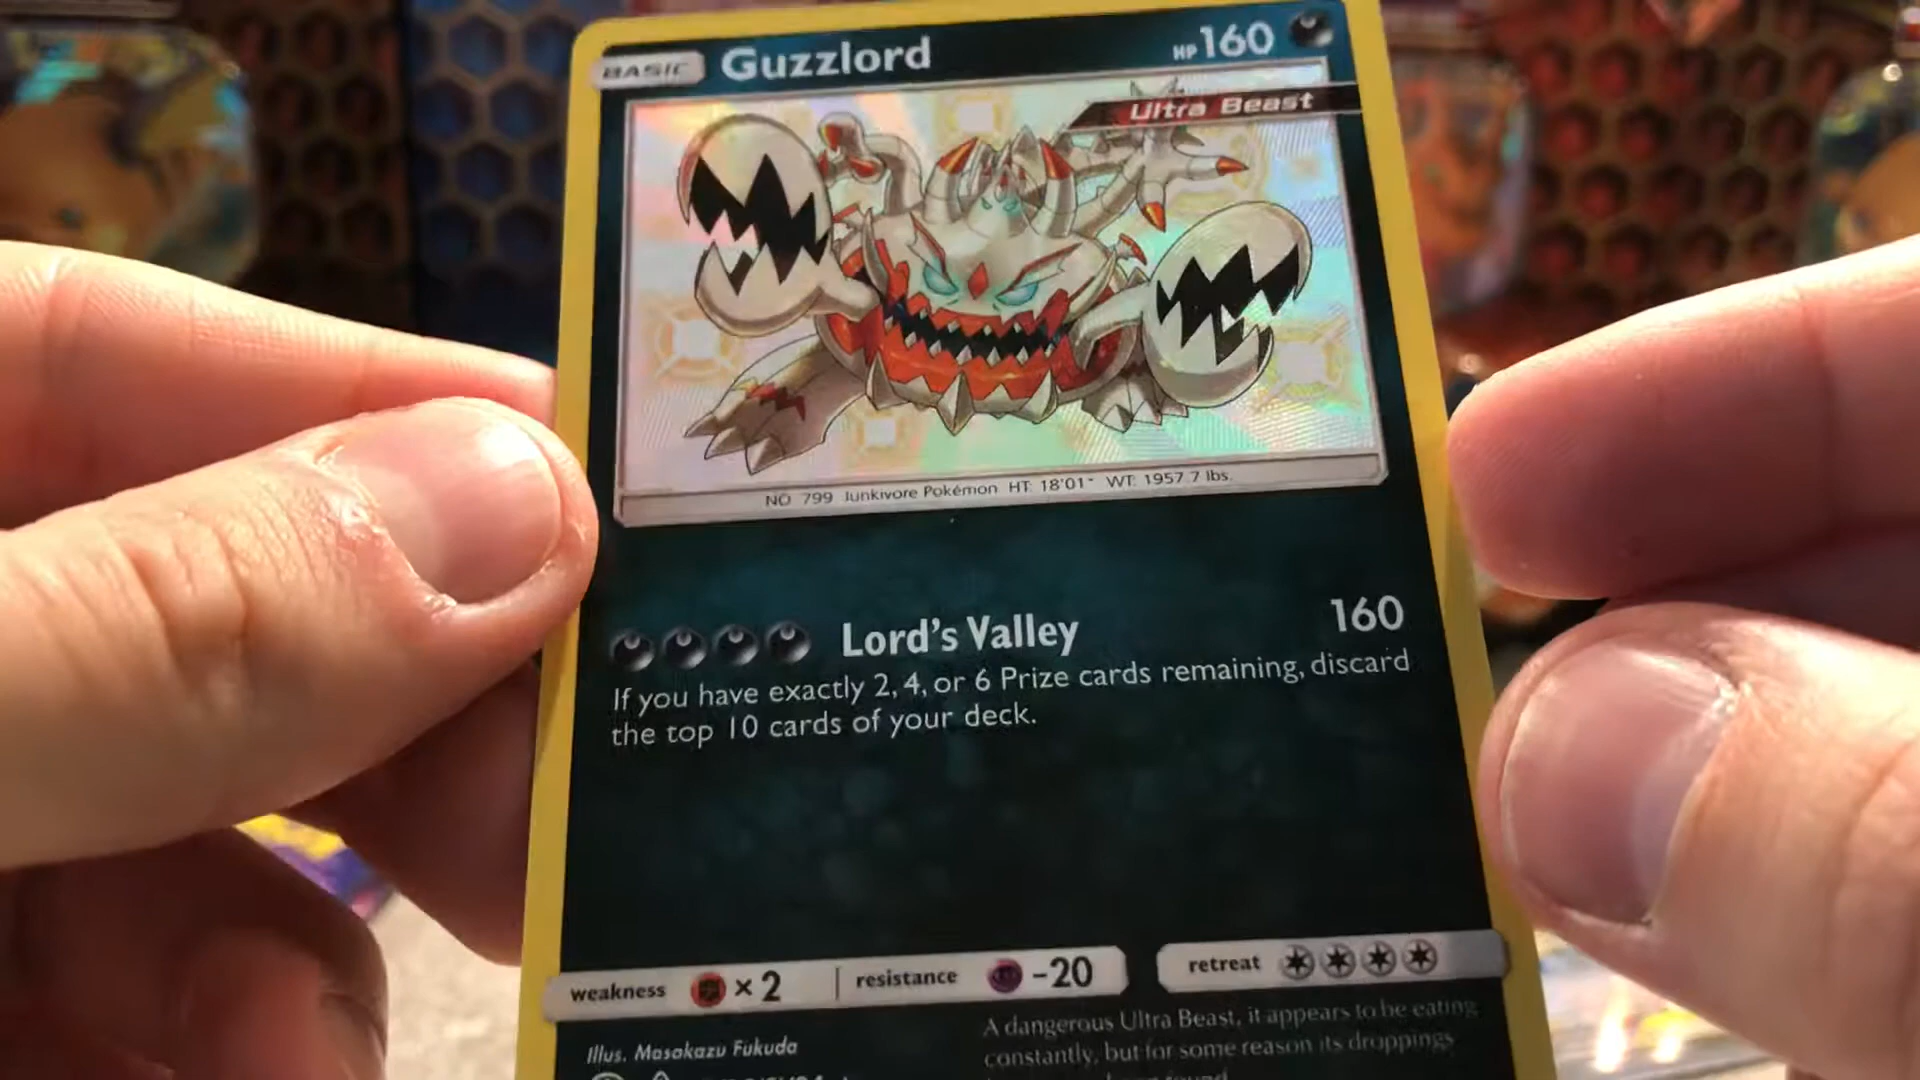 BASIC Guzzlord HP 160
Ultra Beast
NO. 799 Junkivore Pokémon HT: 18'01" WT: 1957.7 lbs.
Lord's Valley 160
If you have exactly 2, 4, or 6 Prize cards remaining, discard
the top 10 cards of your deck.
weakness ×2 resistance -20 retreat
Illus. Masakazu Fukuda
A dangerous Ultra Beast, it appears to be eating
constantly, but for some reason its droppings